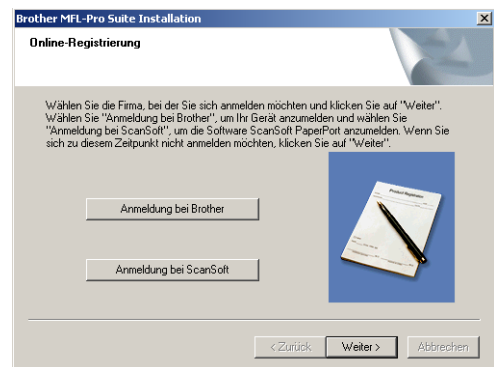 Brother MFL-Pro Suite Installation
Online-Registrierung
Wählen Sie die Firma, bei der Sie sich anmelden möchten und klicken Sie auf "Weiter".
Wählen Sie "Anmeldung bei Brother", um Ihr Gerät anzumelden und wählen Sie
"Anmeldung bei ScanSoft", um die Software ScanSoft PaperPort anzumelden. Wenn Sie
sich zu diesem Zeitpunkt nicht anmelden möchten, klicken Sie auf "Weiter".
Anmeldung bei Brother
Product Registration
Anmeldung bei ScanSoft
< Zurück
Weiter >
Abbrechen